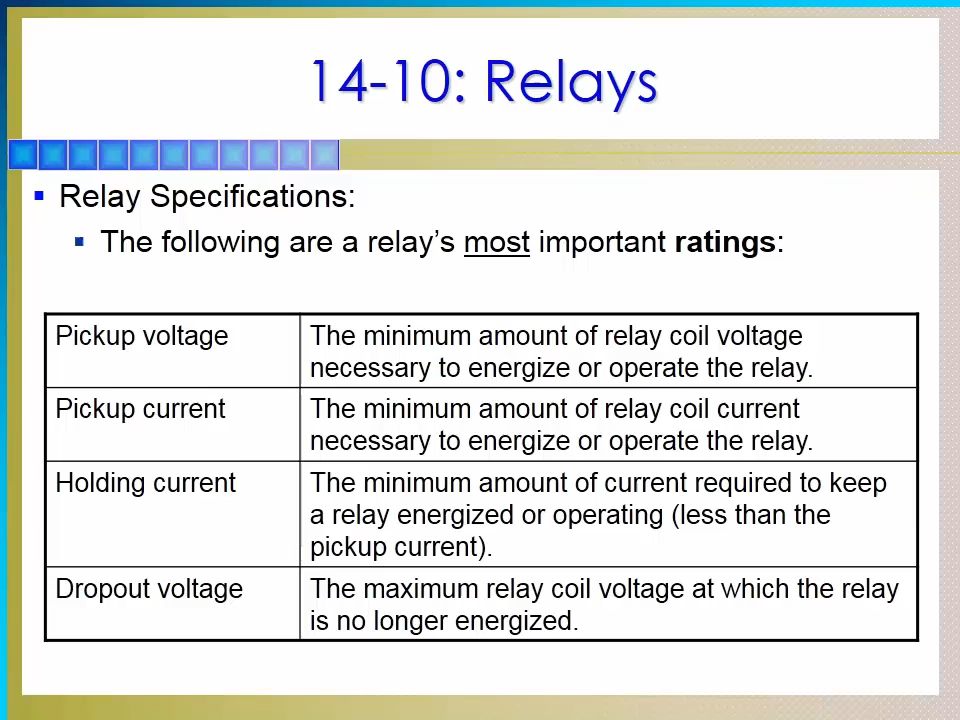 14-10: Relays
Relay Specifications:
The following are a relay’s most important ratings:
Pickup voltage
The minimum amount of relay coil voltage
necessary to energize or operate the relay.
Pickup current
The minimum amount of relay coil current
necessary to energize or operate the relay.
Holding current
The minimum amount of current required to keep
a relay energized or operating (less than the
pickup current).
Dropout voltage
The maximum relay coil voltage at which the relay
is no longer energized.